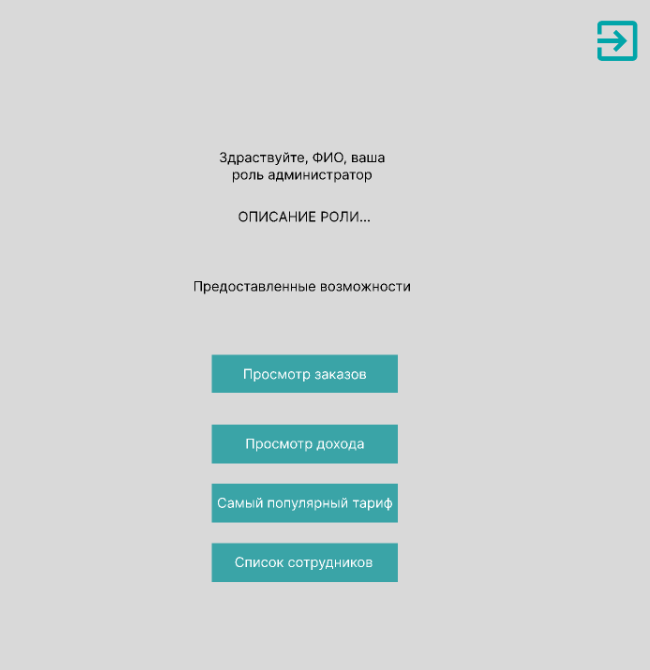 Здраствуйте, ФИО, ваша
роль администратор
ОПИСАНИЕ РОЛИ...
Предоставленные возможности
Просмотр заказов
Просмотр дохода
Самый популярный тариф
Список сотрудников